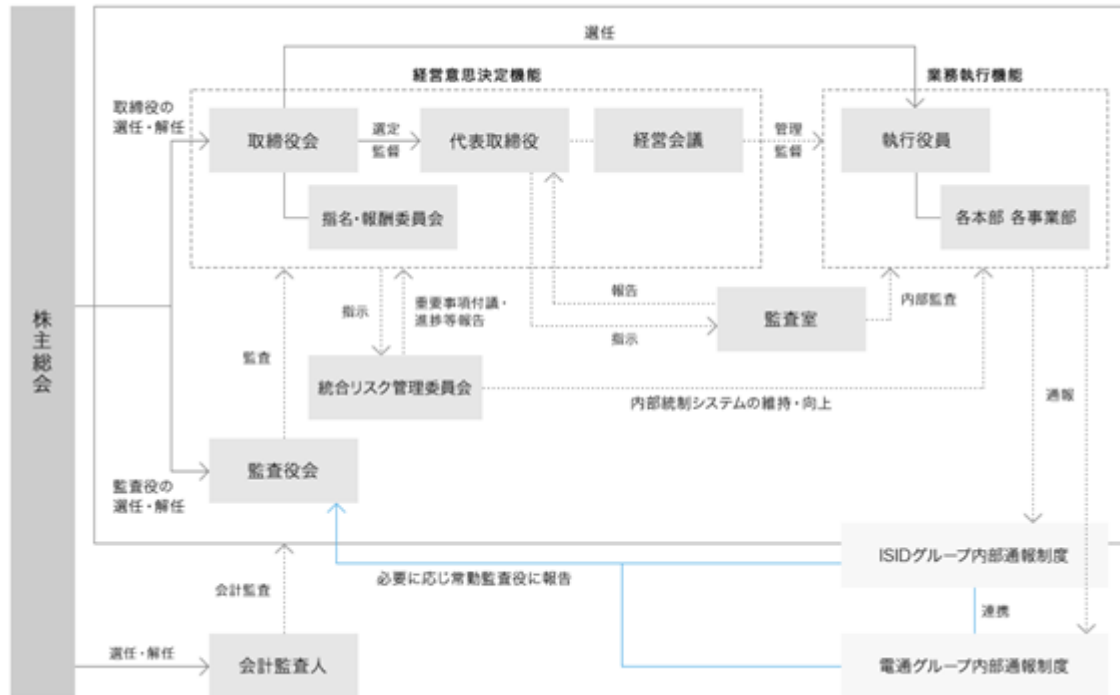 選任
経営意思決定機能
業務執行機能
取締役の
選任・解任
取締役会
選定
監督
代表取締役
経営会議
管理
監督
執行役員
指名・報酬委員会
各本部 各事業部
株主総会
指示
重要事項付議・
進捗等報告
報告
指示
監査室
内部監査
監査
統合リスク管理委員会
内部統制システムの維持・向上
通報
監査役会
監査役の
選任・解任
ISIDグループ内部通報制度
必要に応じ常勤監査役に報告
会計監査
連携
選任・解任
会計監査人
電通グループ内部通報制度